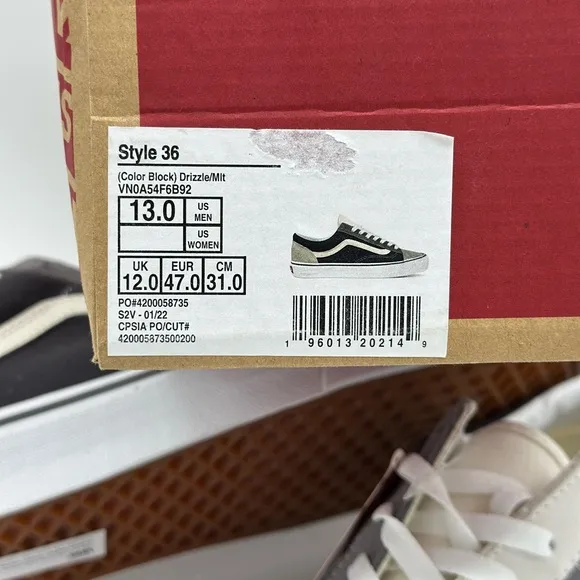 Style 36
(Color Block) Drizzle/Mlt
VN0A54F6B92
13.0 US MEN
US WOMEN
UK EUR CM
12.0 47.0 31.0
PO#4200058735
S2V - 01/22
CPSIA PO/CUT#
420005873500200
1 96013 20214 9